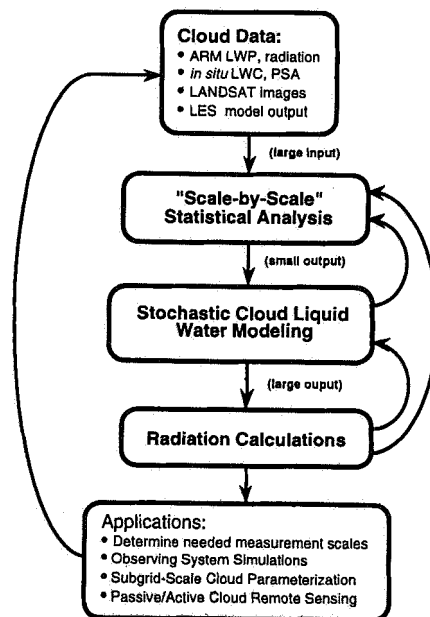 Cloud Data:
• ARM LWP, radiation
• in situ LWC, PSA
• LANDSAT images
• LES model output
(large input)
"Scale-by-Scale"
Statistical Analysis
(small output)
Stochastic Cloud Liquid
Water Modeling
(large ouput)
Radiation Calculations
Applications:
• Determine needed measurement scales
• Observing System Simulations
• Subgrid-Scale Cloud Parameterization
• Passive/Active Cloud Remote Sensing